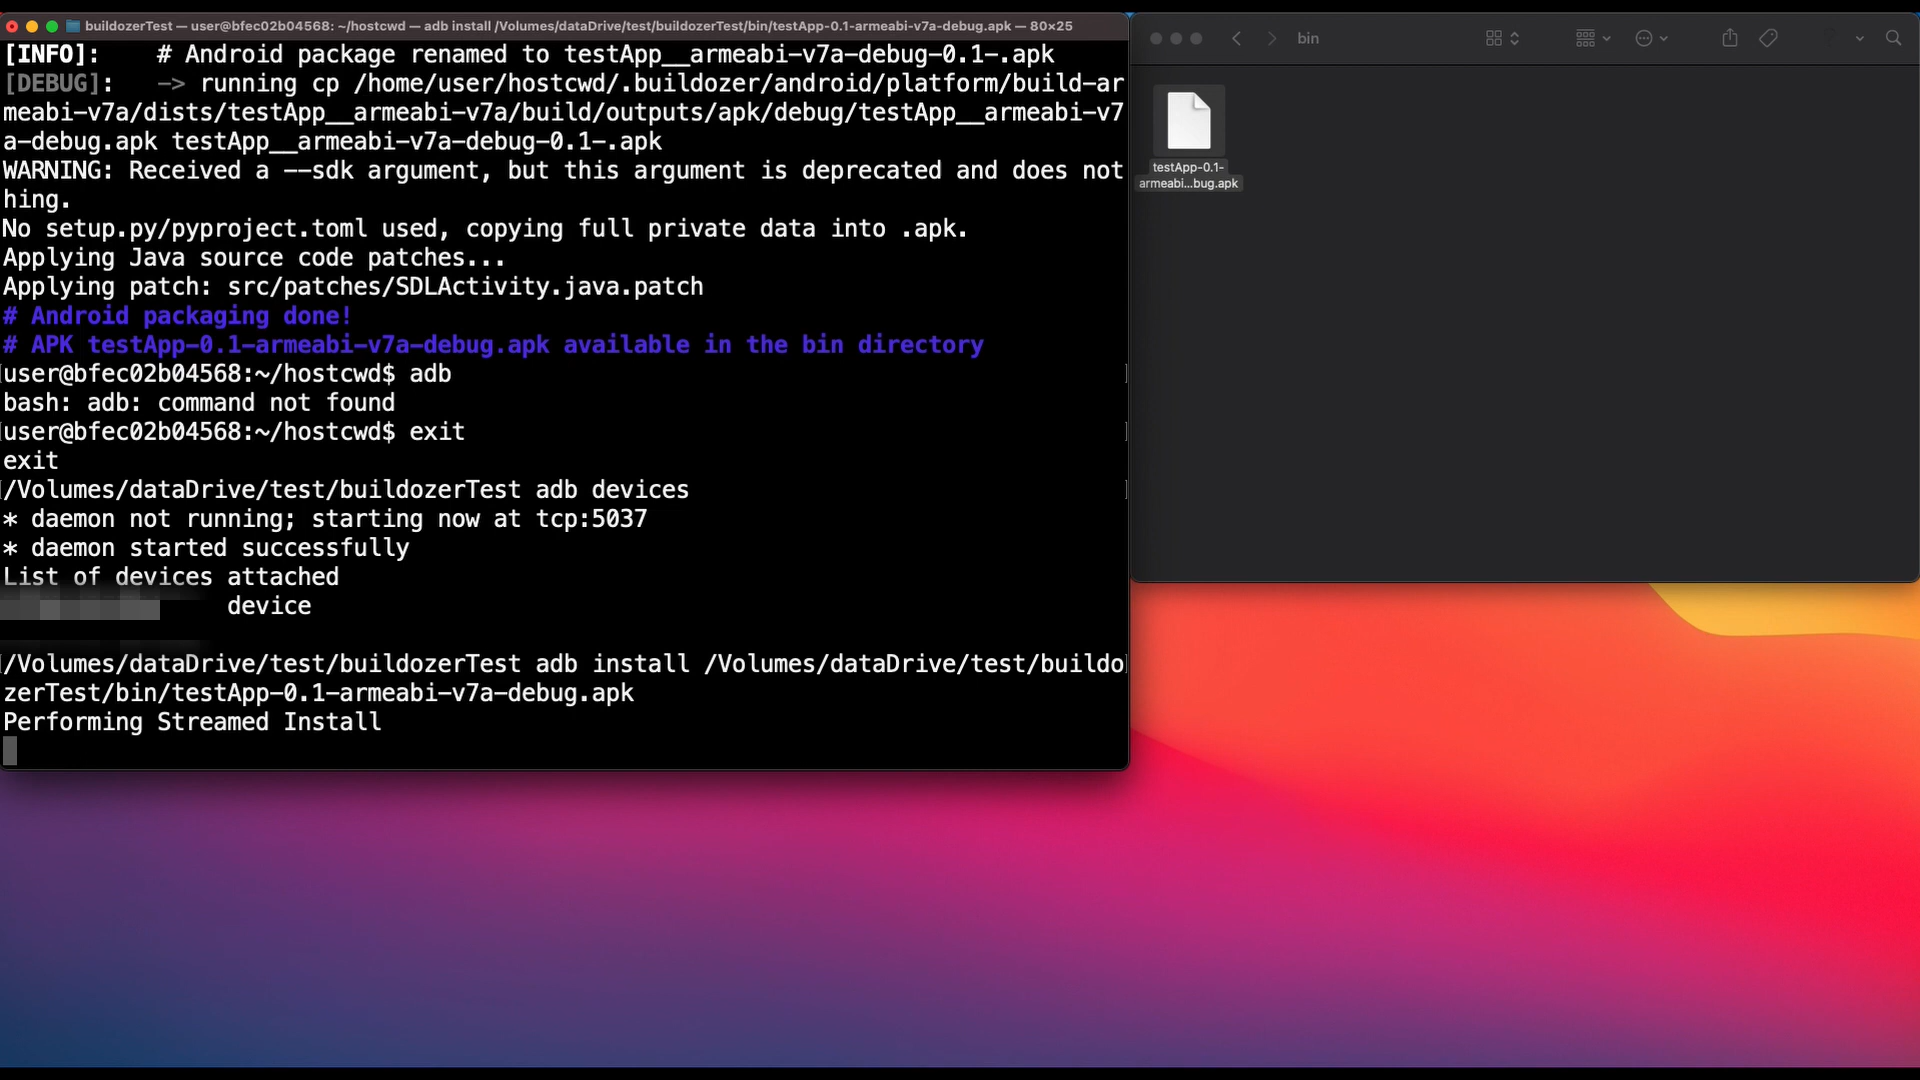 buildozerTest — user@bfec02b04568: ~/hostcwd — adb install /Volumes/dataDrive/test/buildozerTest/bin/testApp-0.1-armeabi-v7a-debug.apk — 80×25
[INFO]:    # Android package renamed to testApp__armeabi-v7a-debug-0.1-.apk
[DEBUG]:   -> running cp /home/user/hostcwd/.buildozer/android/platform/build-ar
meabi-v7a/dists/testApp__armeabi-v7a/build/outputs/apk/debug/testApp__armeabi-v7
a-debug.apk testApp__armeabi-v7a-debug-0.1-.apk
WARNING: Received a --sdk argument, but this argument is deprecated and does not
hing.
No setup.py/pyproject.toml used, copying full private data into .apk.
Applying Java source code patches...
Applying patch: src/patches/SDLActivity.java.patch
# Android packaging done!
# APK testApp-0.1-armeabi-v7a-debug.apk available in the bin directory
user@bfec02b04568:~/hostcwd$ adb
bash: adb: command not found
user@bfec02b04568:~/hostcwd$ exit
exit
/Volumes/dataDrive/test/buildozerTest adb devices
* daemon not running; starting now at tcp:5037
* daemon started successfully
List of devices attached
device
/Volumes/dataDrive/test/buildozerTest adb install /Volumes/dataDrive/test/buildo
zerTest/bin/testApp-0.1-armeabi-v7a-debug.apk
Performing Streamed Install
bin
testApp-0.1-
armeabi...bug.apk